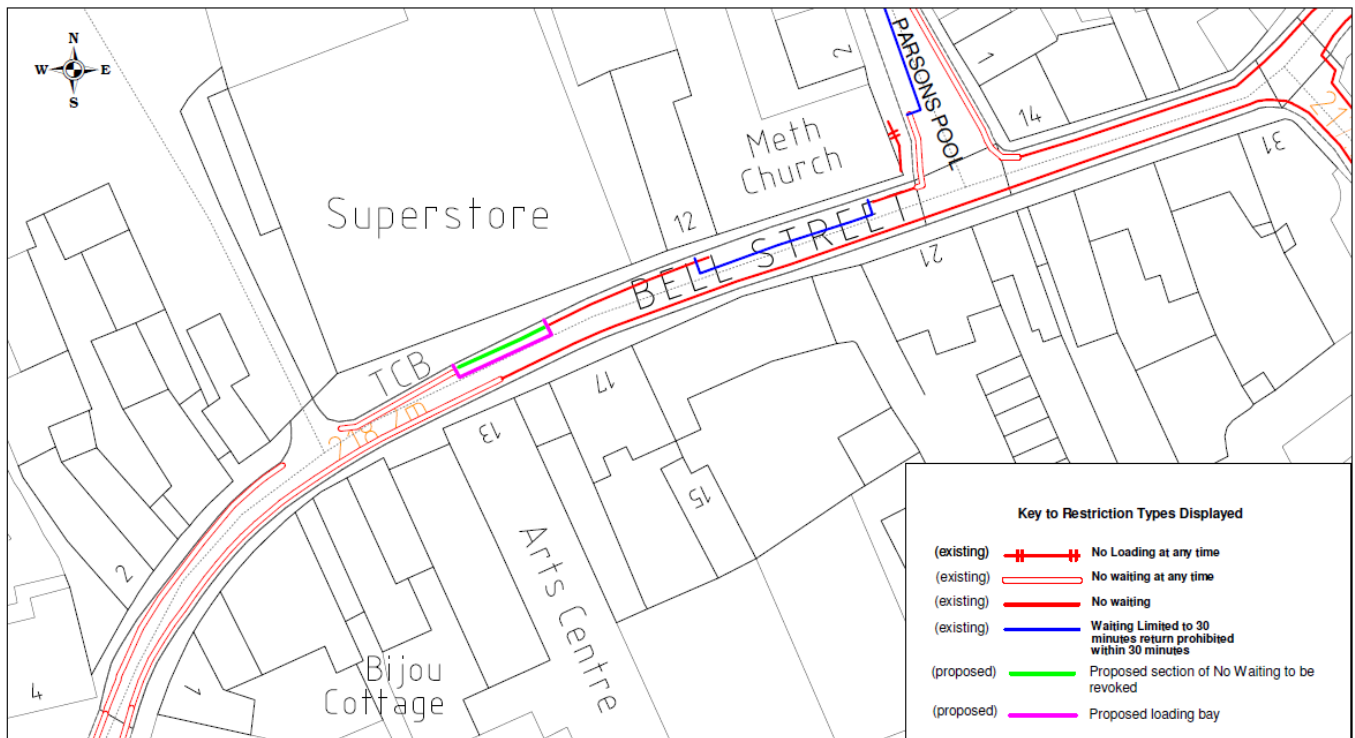 N
W E
S
2
PARSONS POOL
1
14
Meth
Church
31
Superstore
12
BELL STREET
21
TCB
218.7m
17
13
15
2
Arts Centre
4
1
Bijou
Cottage
Key to Restriction Types Displayed
(existing) No Loading at any time
(existing) No waiting at any time
(existing) No waiting
(existing) Waiting Limited to 30
minutes return prohibited
within 30 minutes
(proposed) Proposed section of No Waiting to be
revoked
(proposed) Proposed loading bay